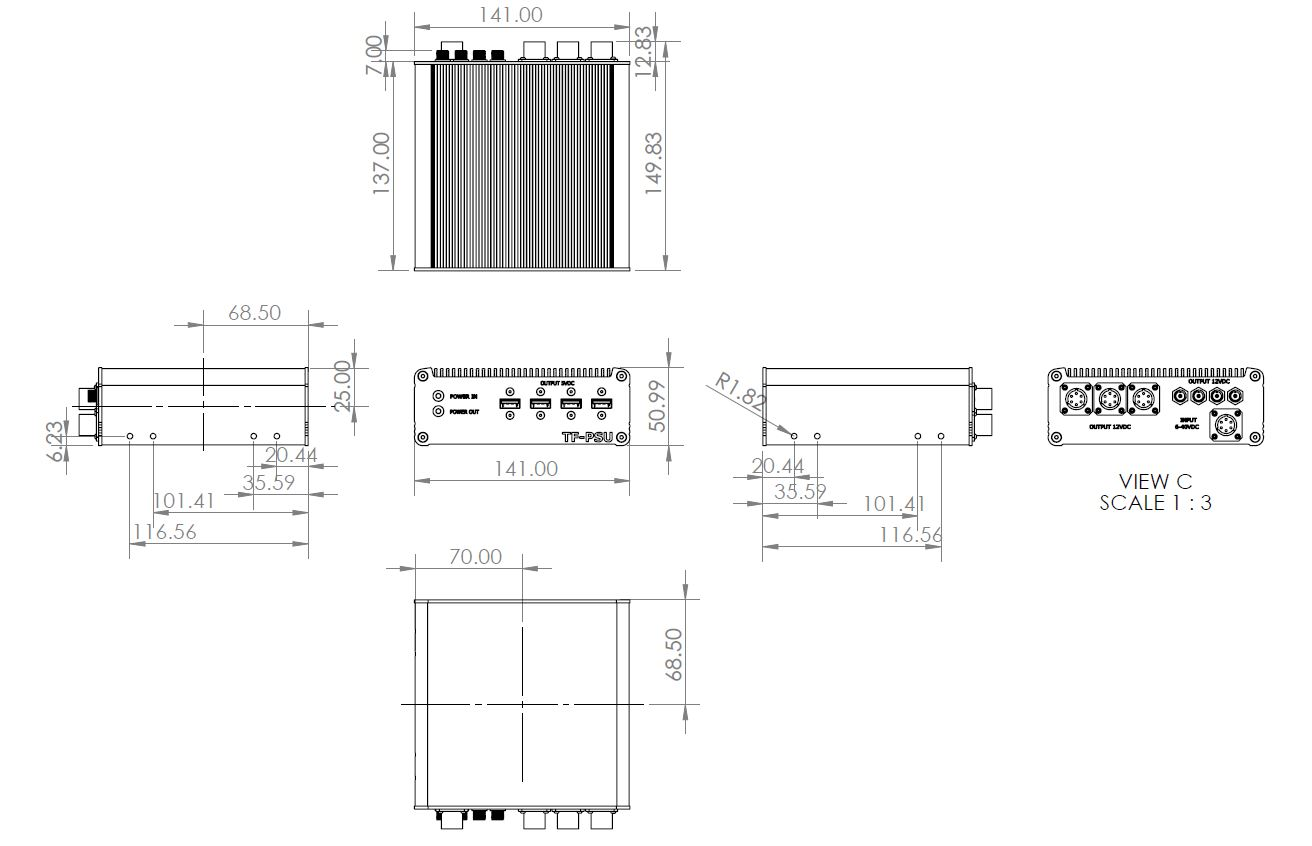 141.00
7.00
12.83
137.00
149.83
68.50
25.00
6.23
20.44
35.59
101.41
116.56
OUTPUT 5VDC
POWER IN
POWER OUT
TF-PSU
50.99
141.00
R1.82
20.44
35.59
101.41
116.56
OUTPUT 12VDC
OUTPUT 12VDC
INPUT
6-40VDC
VIEW C
SCALE 1 : 3
70.00
68.50